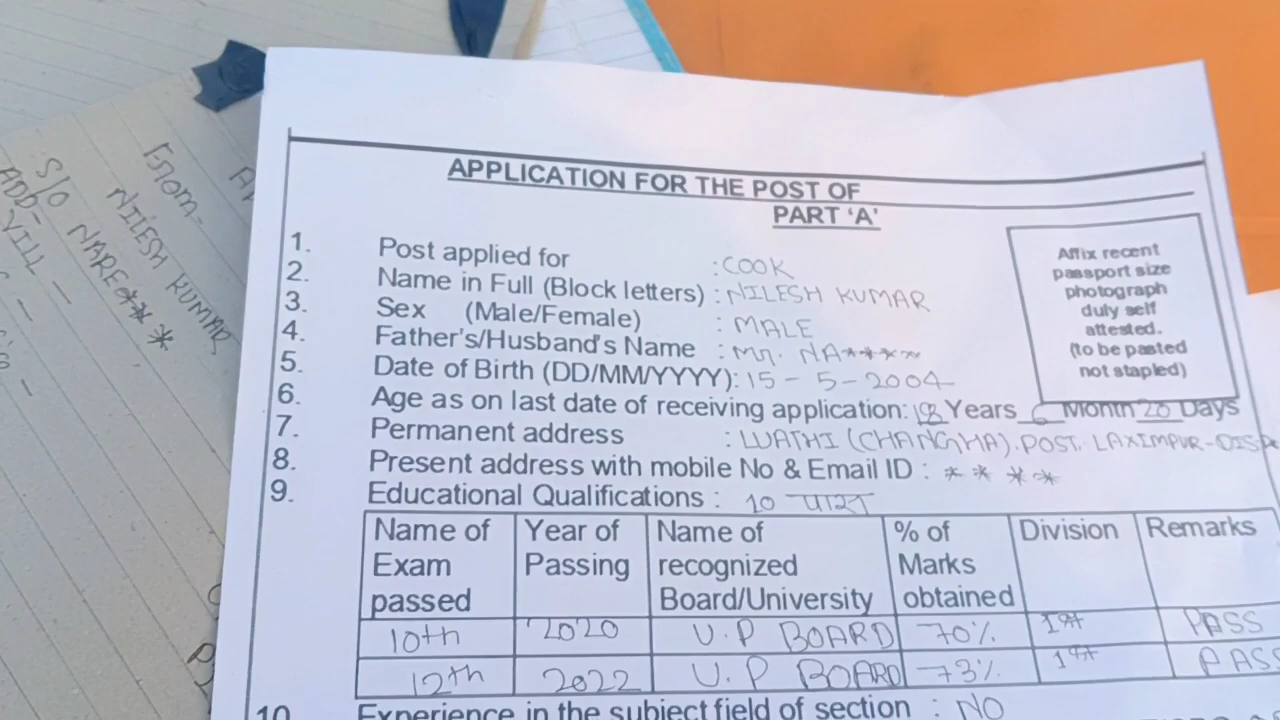 APPLICATION FOR THE POST OF
PART 'A'
Affix recent
passport size
photograph
duly self
attested.
(to be pasted
not stapled)
1. Post applied for :COOK
2. Name in Full (Block letters) : NILESH KUMAR
3. Sex (Male/Female) : MALE
4. Father's/Husband's Name : Mr. NA****
5. Date of Birth (DD/MM/YYYY): 15-5-2004
6. Age as on last date of receiving application: 18 Years 6 Month 20 Days
7. Permanent address : LUATHI (CHANGHA). POST. LAXIMPUR-DIS
8. Present address with mobile No & Email ID : ****
9. Educational Qualifications : 10 पास
Name of Exam passed Year of Passing Name of recognized Board/University % of Marks obtained Division Remarks
10th 2020 U.P BOARD 70% 1st PASS
12th 2022 U.P BOARD 73% 1st PASS
10 Experience in the subject field of section : NO
From-
NILESH KUMAR
S/O NARE***
ADD-
VILL -